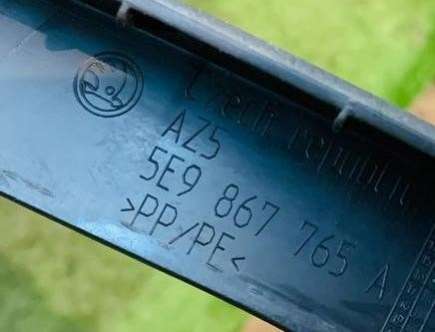 Czech republic
AZ5
5E9 867 765 A
>PP/PE<